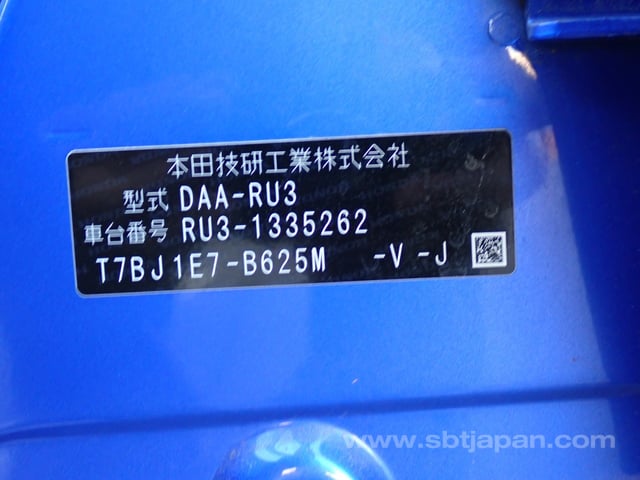 本田技研工業株式会社
型式 DAA-RU3
車台番号 RU3-1335262
T7BJ1E7-B625M -V -J
www.sbtjapan.com